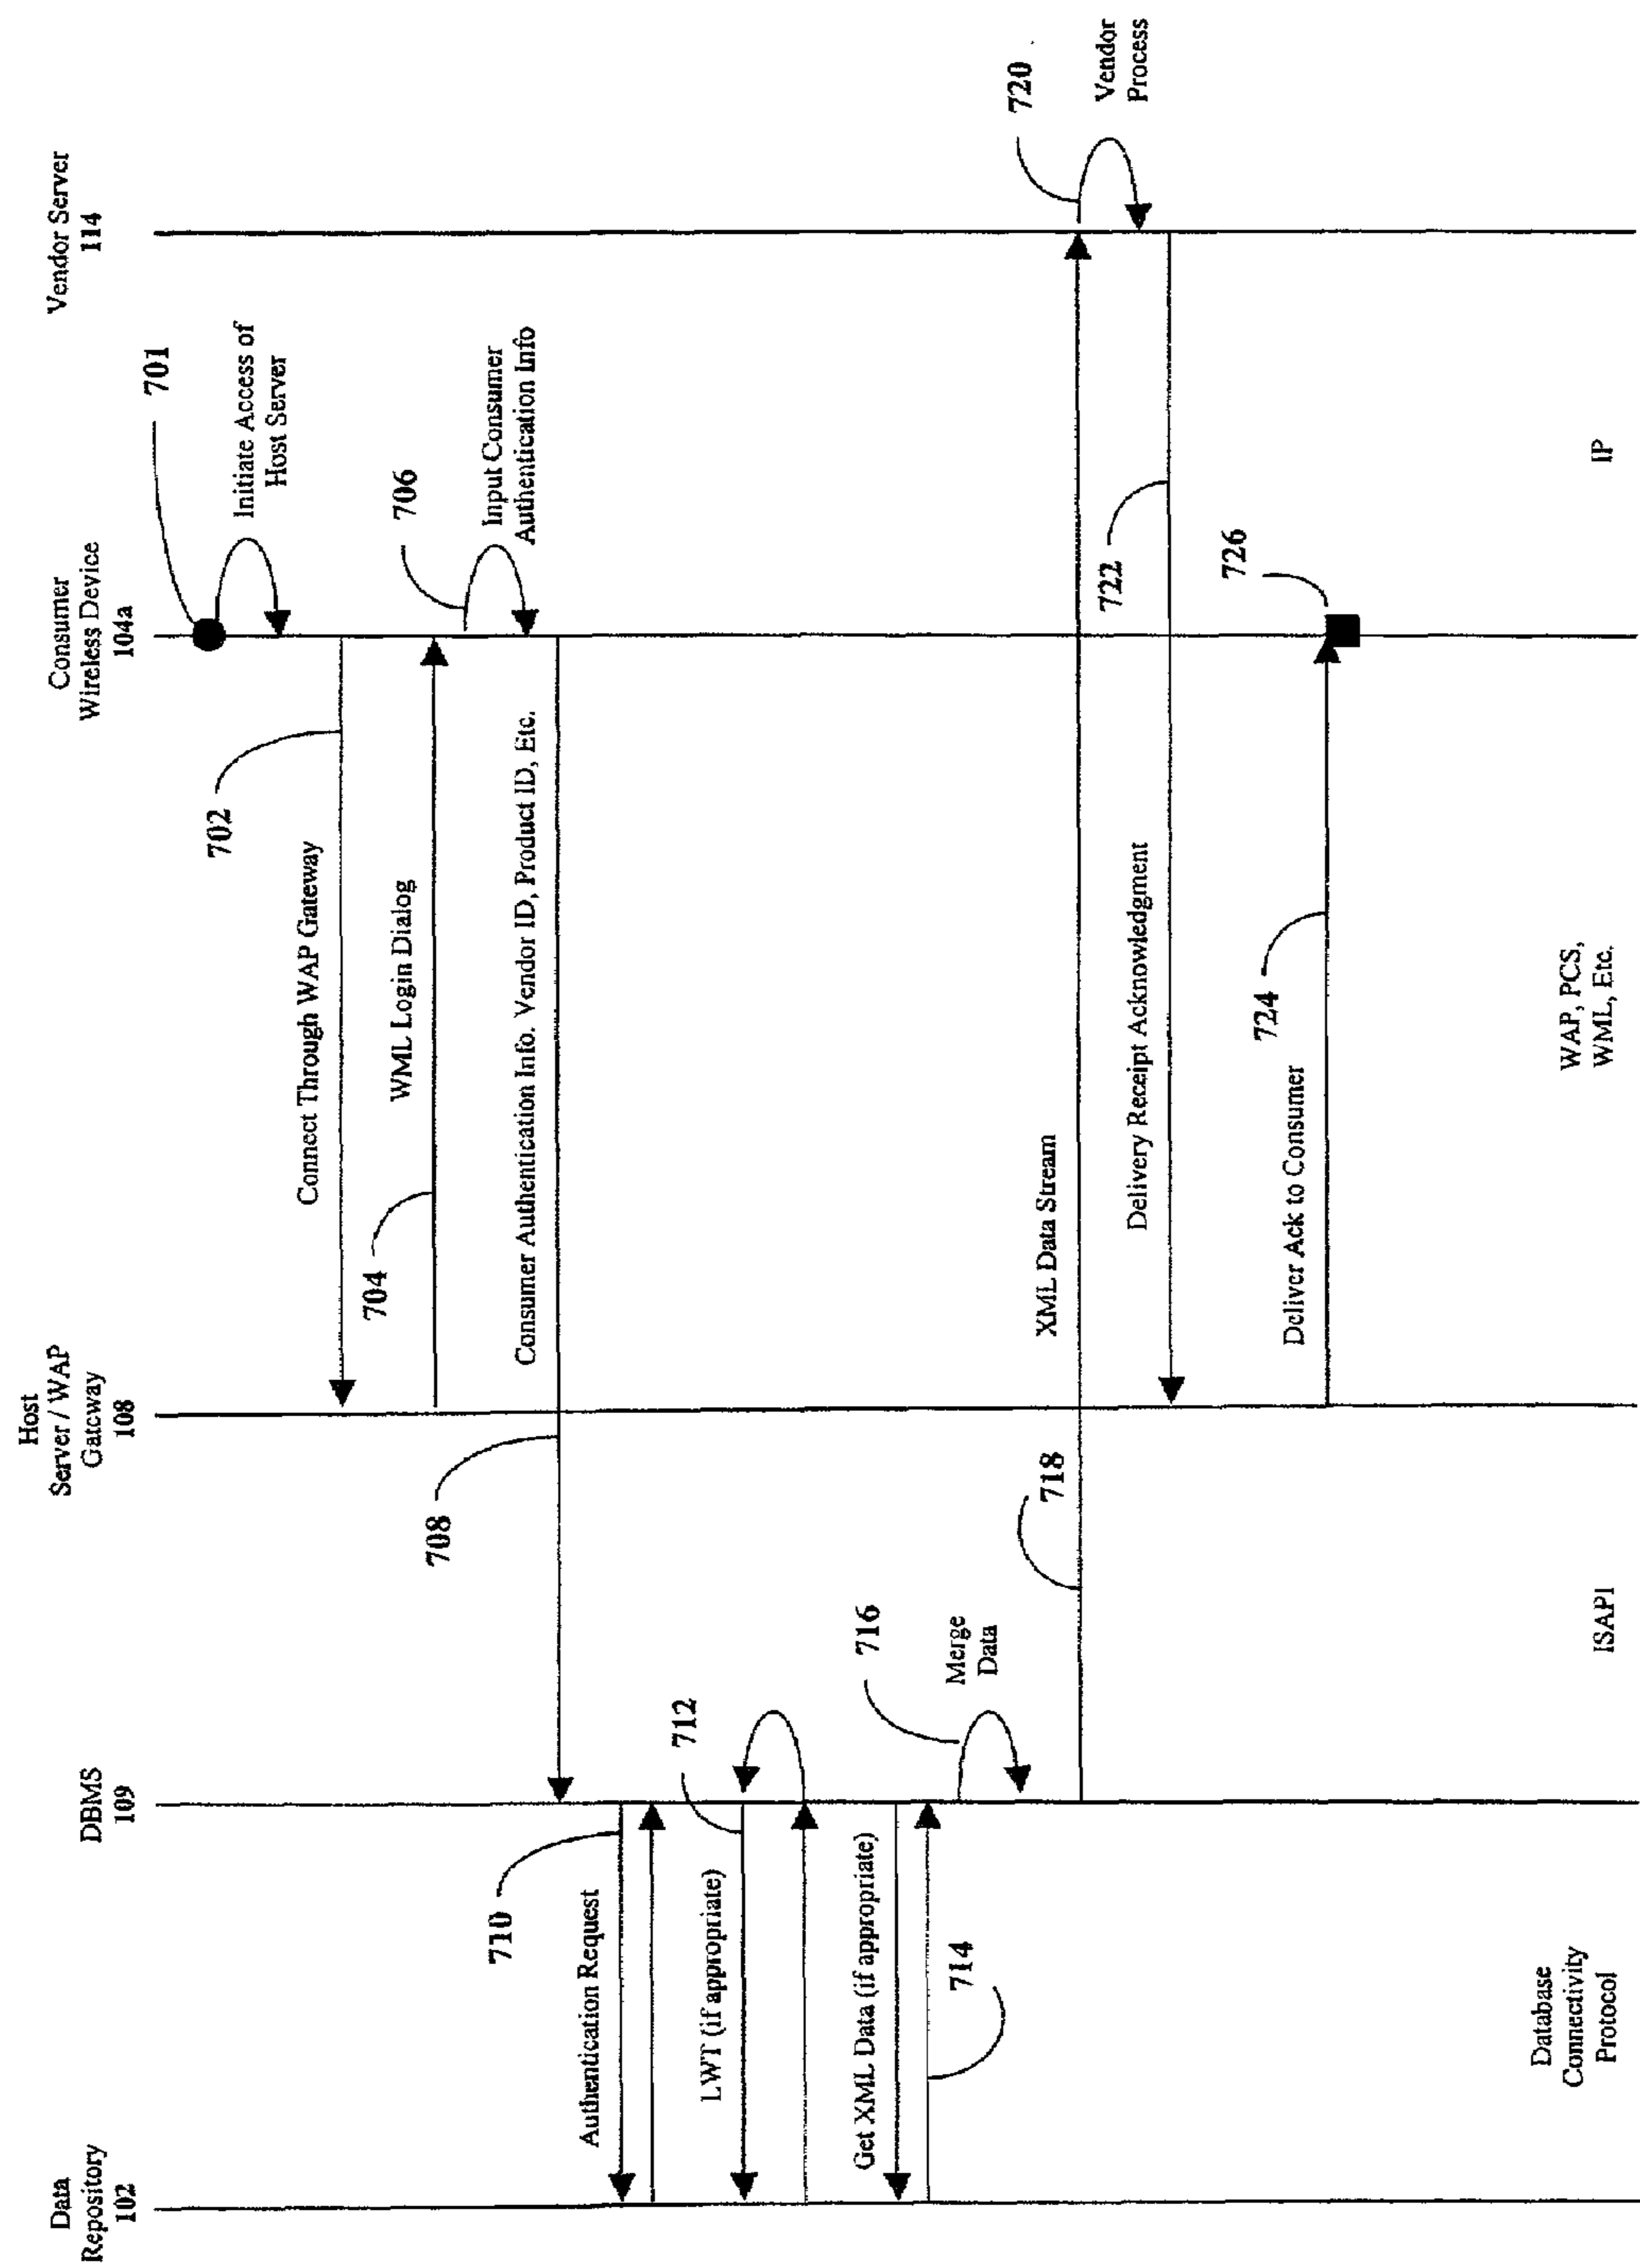 Data
Repository
102
DBMS
109
Host
Server / WAP
Gateway
108
Consumer
Wireless Device
104a
Vendor Server
114
701
Initiate Access of
Host Server
702
Connect Through WAP Gateway
704
WML Login Dialog
706
Input Consumer
Authentication Info
Consumer Authentication Info. Vendor ID, Product ID, Etc.
708
710
Authentication Request
712
LWT (if appropriate)
Get XML Data (if appropriate)
714
716
Merge
Data
718
XML Data Stream
720
Vendor
Process
722
Delivery Receipt Acknowledgment
724
Deliver Ack to Consumer
726
Database
Connectivity
Protocol
ISAPI
WAP, PCS,
WML, Etc.
IP